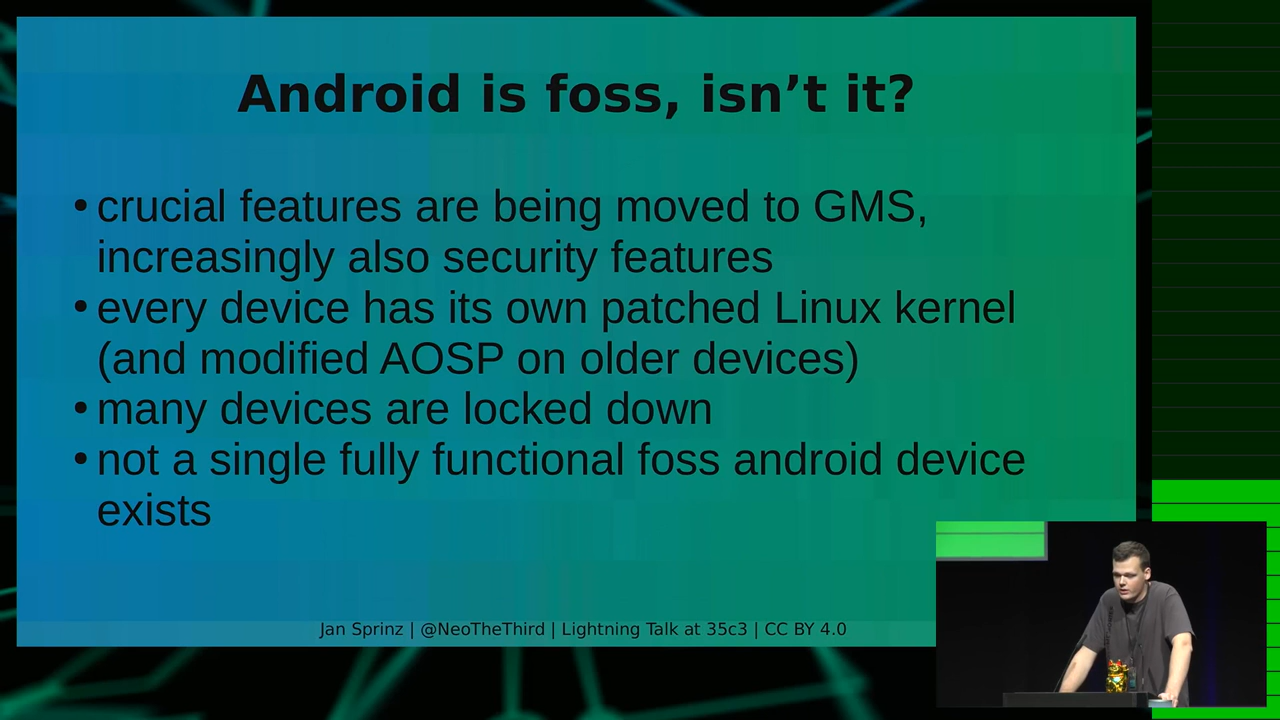 Android is foss, isn’t it?
• crucial features are being moved to GMS,
increasingly also security features
• every device has its own patched Linux kernel
(and modified AOSP on older devices)
• many devices are locked down
• not a single fully functional foss android device
exists
Jan Sprinz | @NeoTheThird | Lightning Talk at 35c3 | CC BY 4.0